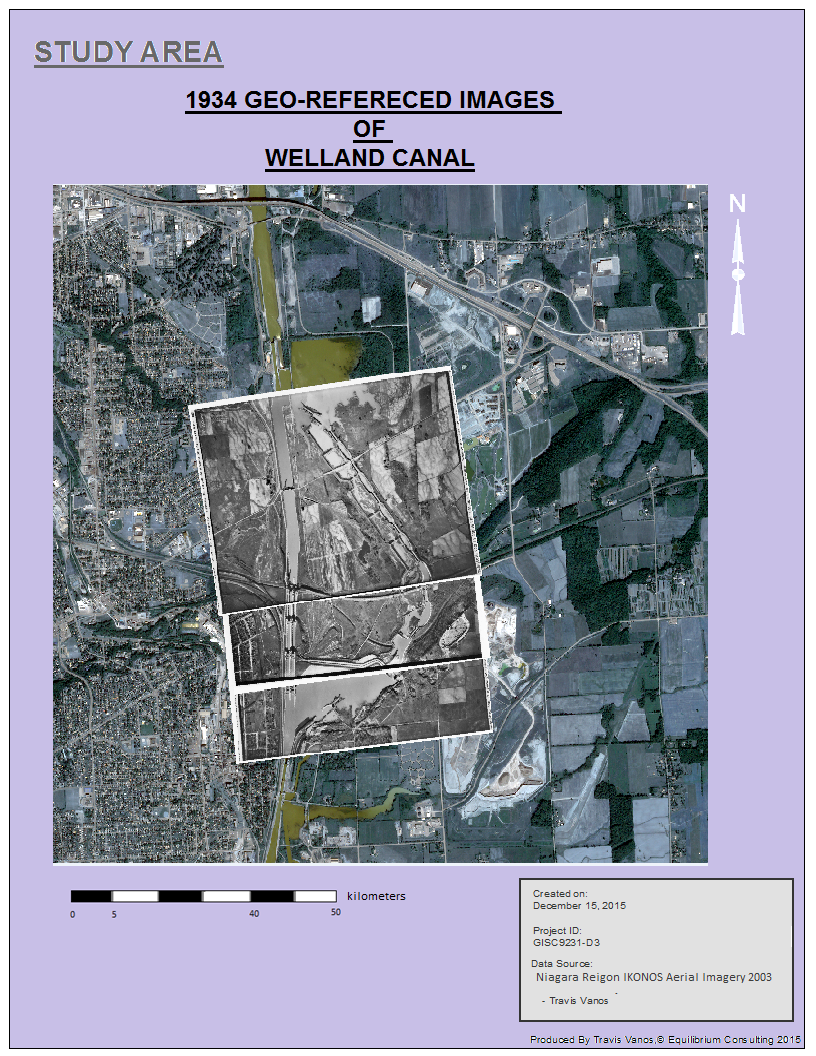 STUDY AREA
1934 GEO-REFERECED IMAGES
OF
WELLAND CANAL
N
kilometers
0 5 40 50
Created on:
December 15, 2015
Project ID:
GISC9231-D3
Data Source:
Niagara Reigon IKONOS Aerial Imagery 2003
- Travis Vanos
Produced By Travis Vanos,© Equilibrium Consulting 2015